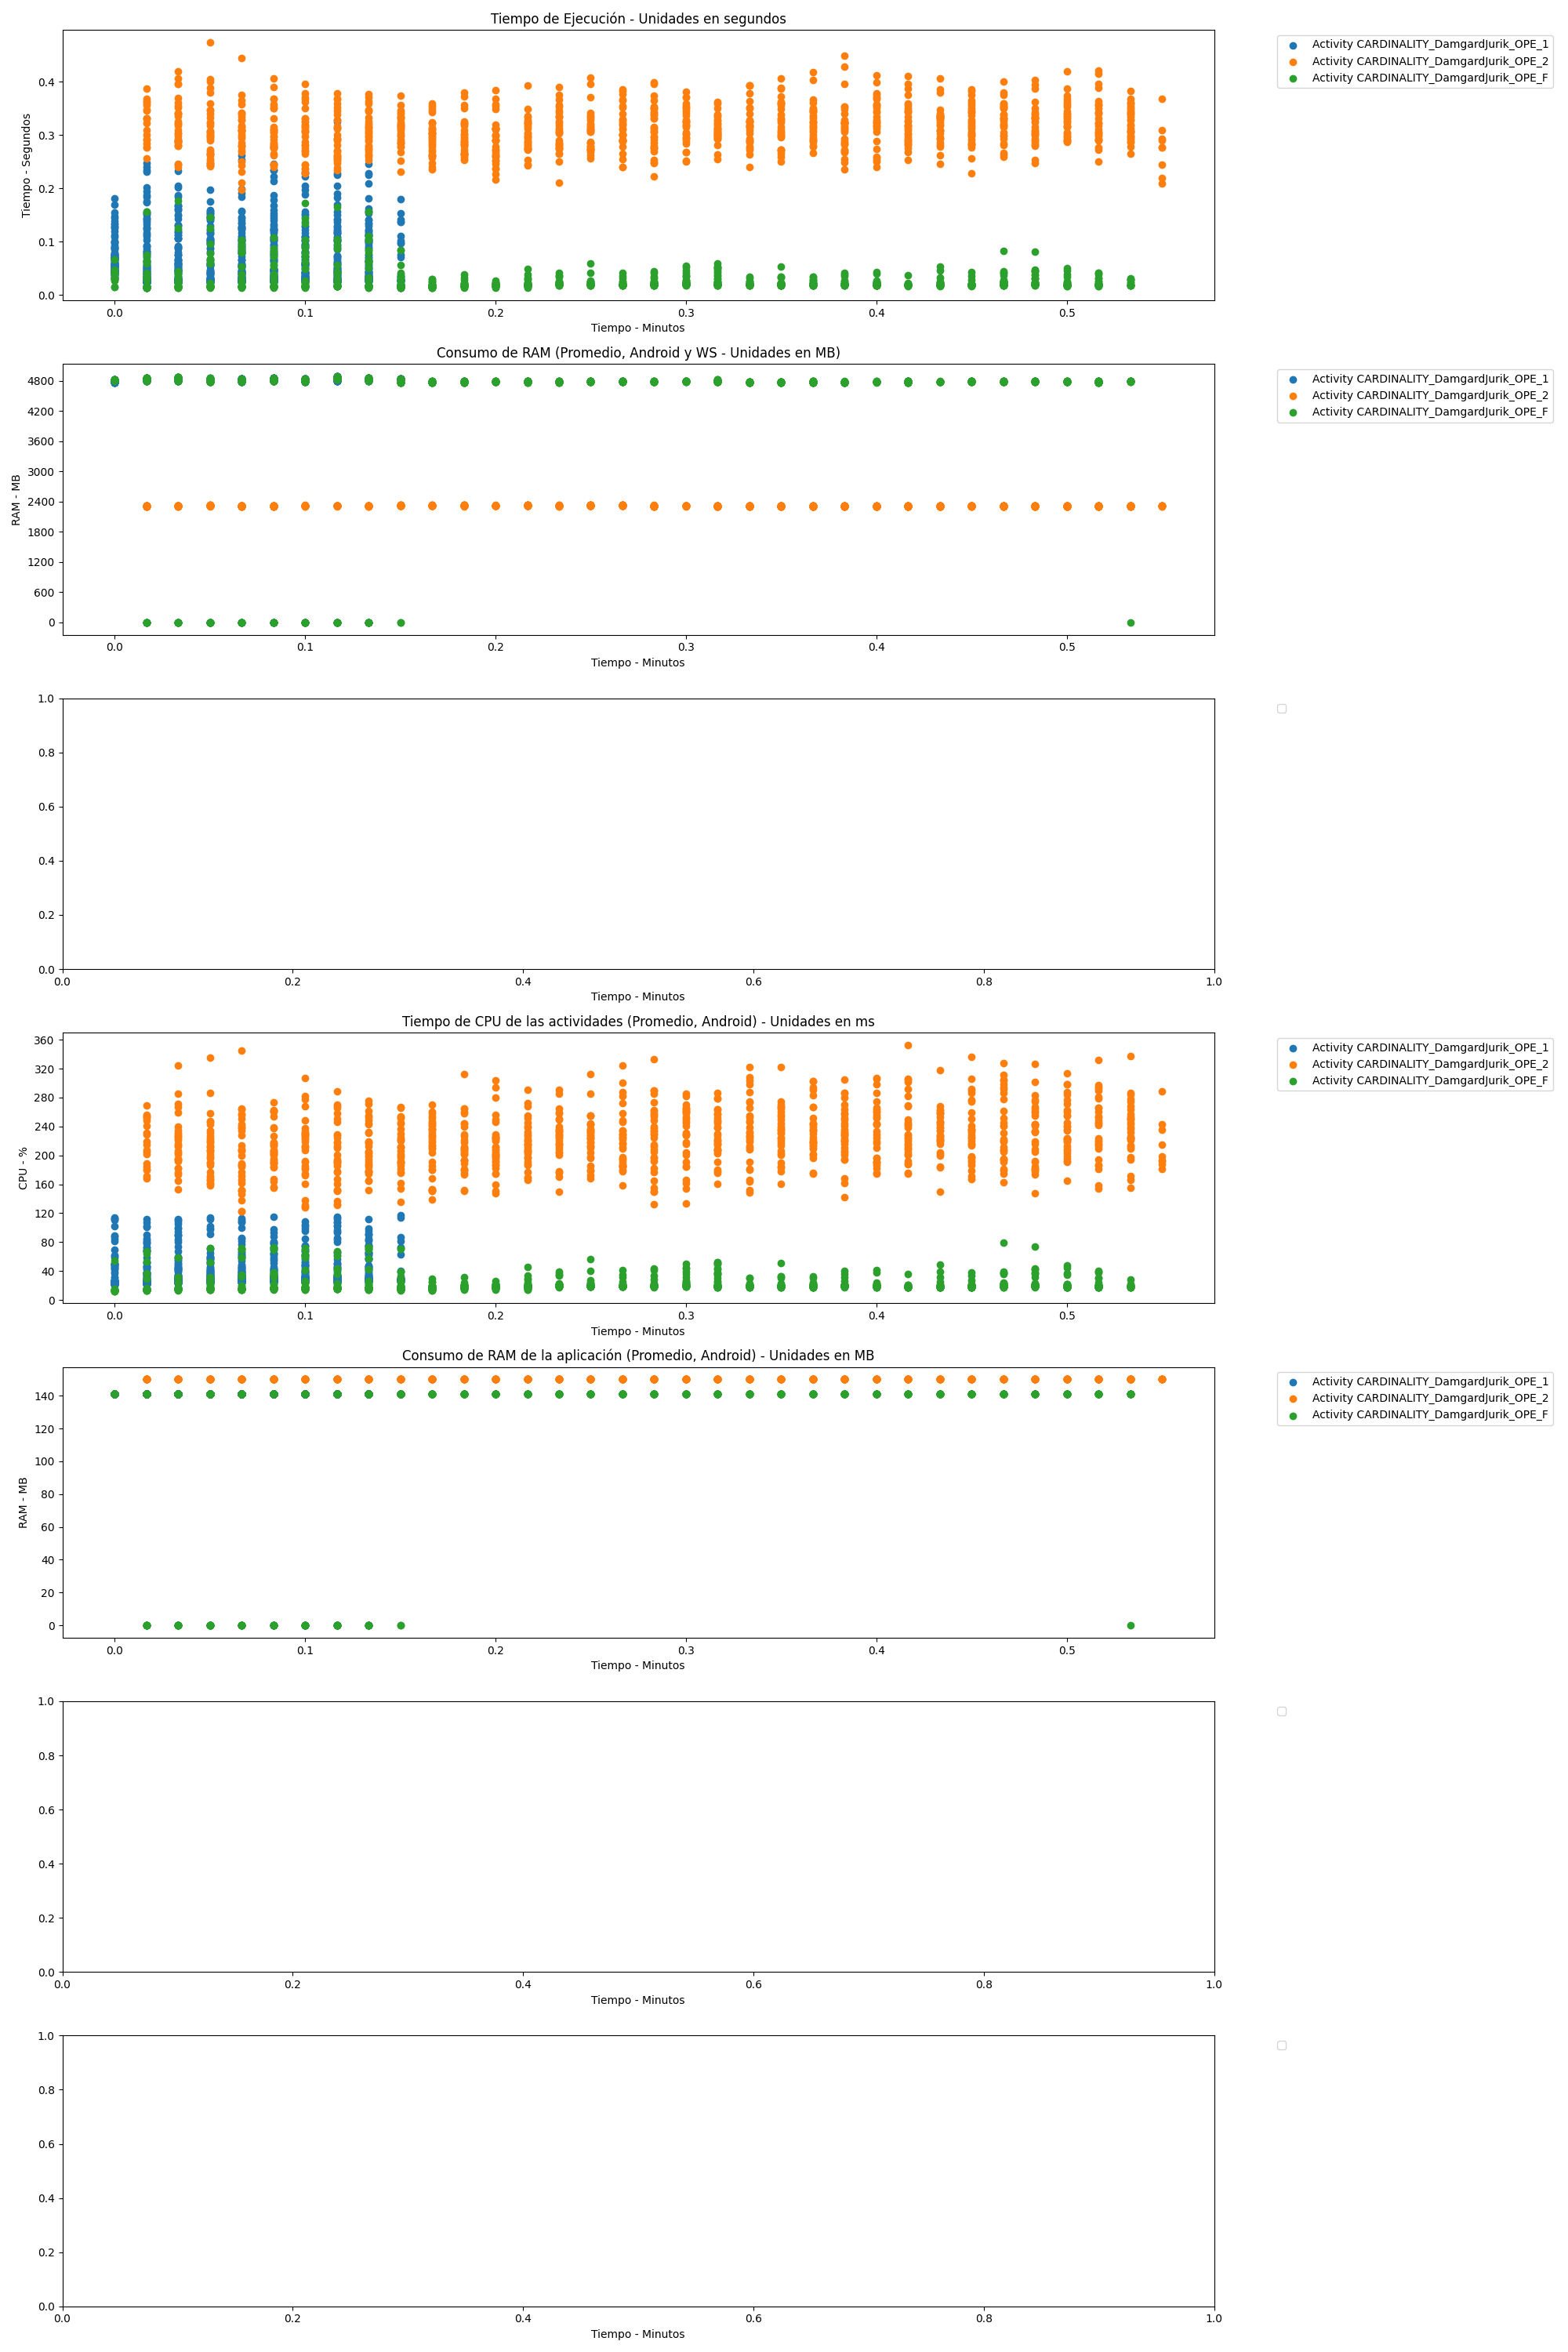 Tiempo de Ejecución - Unidades en segundos
Tiempo - Segundos
0.4
0.3
0.2
0.1
0.0
0.0 0.1 0.2 0.3 0.4 0.5
Tiempo - Minutos
Activity CARDINALITY_DamgardJurik_OPE_1
Activity CARDINALITY_DamgardJurik_OPE_2
Activity CARDINALITY_DamgardJurik_OPE_F
Consumo de RAM (Promedio, Android y WS - Unidades en MB)
RAM - MB
4800
4200
3600
3000
2400
1800
1200
600
0
0.0 0.1 0.2 0.3 0.4 0.5
Tiempo - Minutos
Activity CARDINALITY_DamgardJurik_OPE_1
Activity CARDINALITY_DamgardJurik_OPE_2
Activity CARDINALITY_DamgardJurik_OPE_F
1.0
0.8
0.6
0.4
0.2
0.0
0.0 0.2 0.4 0.6 0.8 1.0
Tiempo - Minutos
Tiempo de CPU de las actividades (Promedio, Android) - Unidades en ms
CPU - %
360
320
280
240
200
160
120
80
40
0
0.0 0.1 0.2 0.3 0.4 0.5
Tiempo - Minutos
Activity CARDINALITY_DamgardJurik_OPE_1
Activity CARDINALITY_DamgardJurik_OPE_2
Activity CARDINALITY_DamgardJurik_OPE_F
Consumo de RAM de la aplicación (Promedio, Android) - Unidades en MB
RAM - MB
140
120
100
80
60
40
20
0
0.0 0.1 0.2 0.3 0.4 0.5
Tiempo - Minutos
Activity CARDINALITY_DamgardJurik_OPE_1
Activity CARDINALITY_DamgardJurik_OPE_2
Activity CARDINALITY_DamgardJurik_OPE_F
1.0
0.8
0.6
0.4
0.2
0.0
0.0 0.2 0.4 0.6 0.8 1.0
Tiempo - Minutos
1.0
0.8
0.6
0.4
0.2
0.0
0.0 0.2 0.4 0.6 0.8 1.0
Tiempo - Minutos